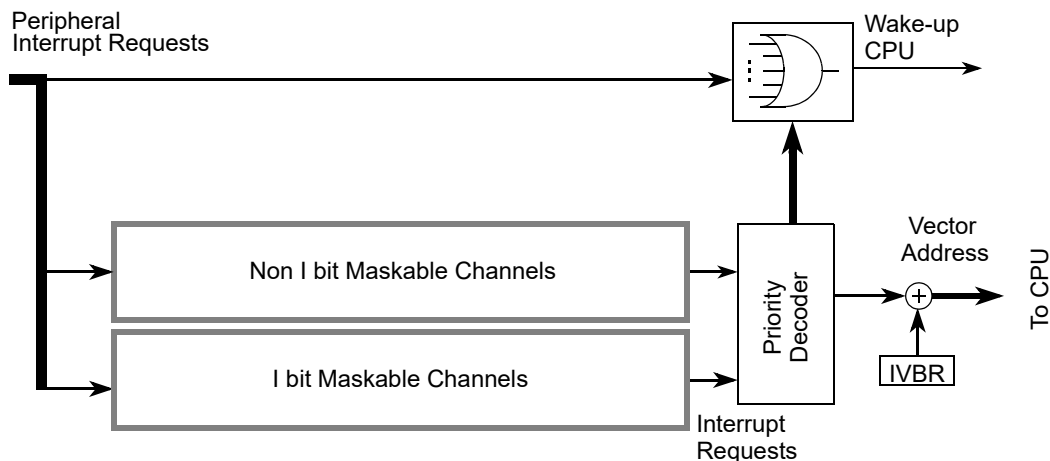 Peripheral
Interrupt Requests
Wake-up
CPU
Non I bit Maskable Channels
I bit Maskable Channels
Priority
Decoder
Interrupt
Requests
Vector
Address
IVBR
To CPU